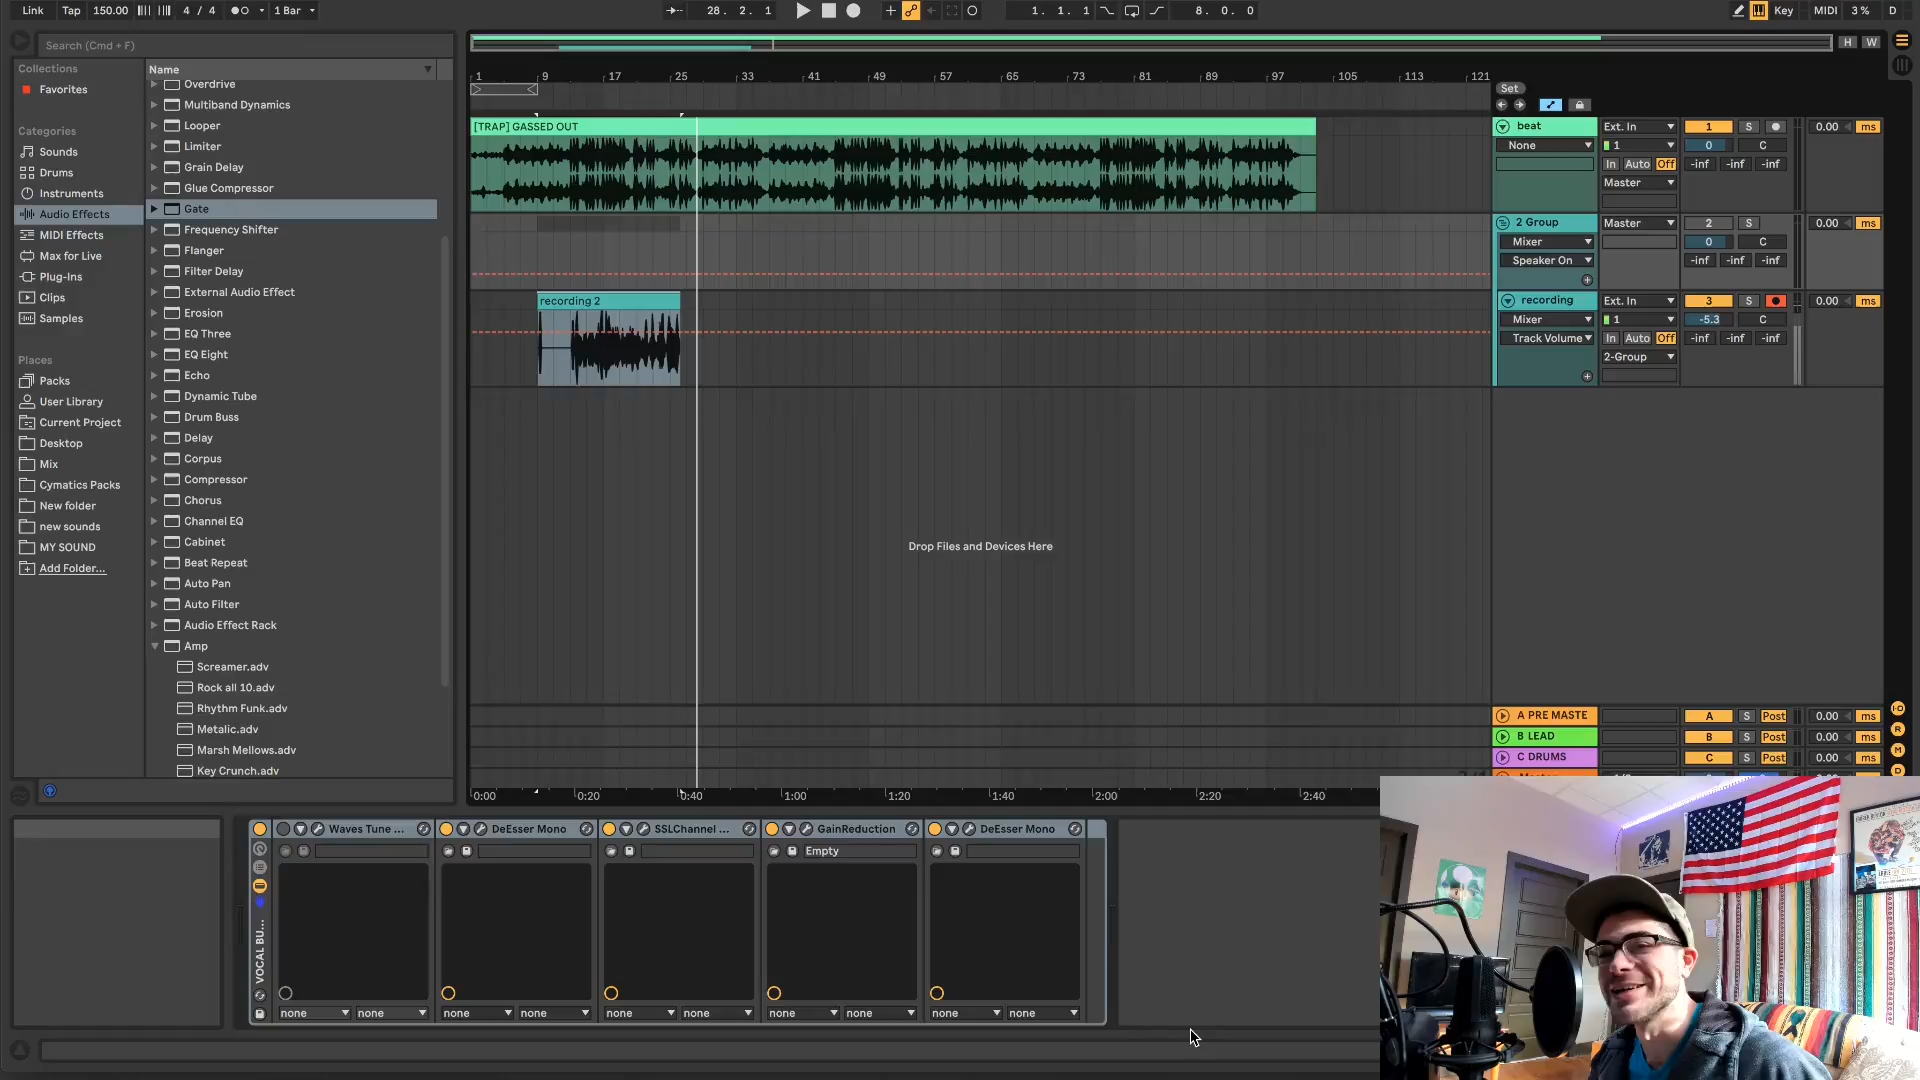 Link Tap 150.00 4 / 4 1 Bar 28. 2. 1 1. 1. 1 8. 0. 0 Key MIDI 3 % D
Search (Cmd + F)
H W
Collections
Favorites
Categories
Sounds
Drums
Instruments
Audio Effects
MIDI Effects
Max for Live
Plug-Ins
Clips
Samples
Places
Packs
User Library
Current Project
Desktop
Mix
Cymatics Packs
New folder
new sounds
MY SOUND
Add Folder...
Name
Overdrive
Multiband Dynamics
Looper
Limiter
Grain Delay
Glue Compressor
Gate
Frequency Shifter
Flanger
Filter Delay
External Audio Effect
Erosion
EQ Three
EQ Eight
Echo
Dynamic Tube
Drum Buss
Delay
Corpus
Compressor
Chorus
Channel EQ
Cabinet
Beat Repeat
Auto Pan
Auto Filter
Audio Effect Rack
Amp
Screamer.adv
Rock all 10.adv
Rhythm Funk.adv
Metalic.adv
Marsh Mellows.adv
Key Crunch.adv
1 9 17 25 33 41 49 57 65 73 81 89 97 105 113 121
Set
[TRAP] GASSED OUT
beat Ext. In 1 S 0.00 ms
None 1 0 C
In Auto Off -inf -inf -inf
Master
2 Group Master 2 S 0.00 ms
Mixer 0 C
Speaker On -inf -inf -inf
recording 2
recording Ext. In 3 S 0.00 ms
Mixer 1 -5.3 C
Track Volume In Auto Off -inf -inf -inf
2-Group
Drop Files and Devices Here
A PRE MASTE A S Post 0.00 ms
B LEAD B S Post 0.00 ms
C DRUMS C S Post 0.00 ms
0:00 0:20 0:40 1:00 1:20 1:40 2:00 2:20 2:40
VOCAL BU...
Waves Tune ... DeEsser Mono SSLChannel ... GainReduction DeEsser Mono
Empty
none none none none none none none none none none